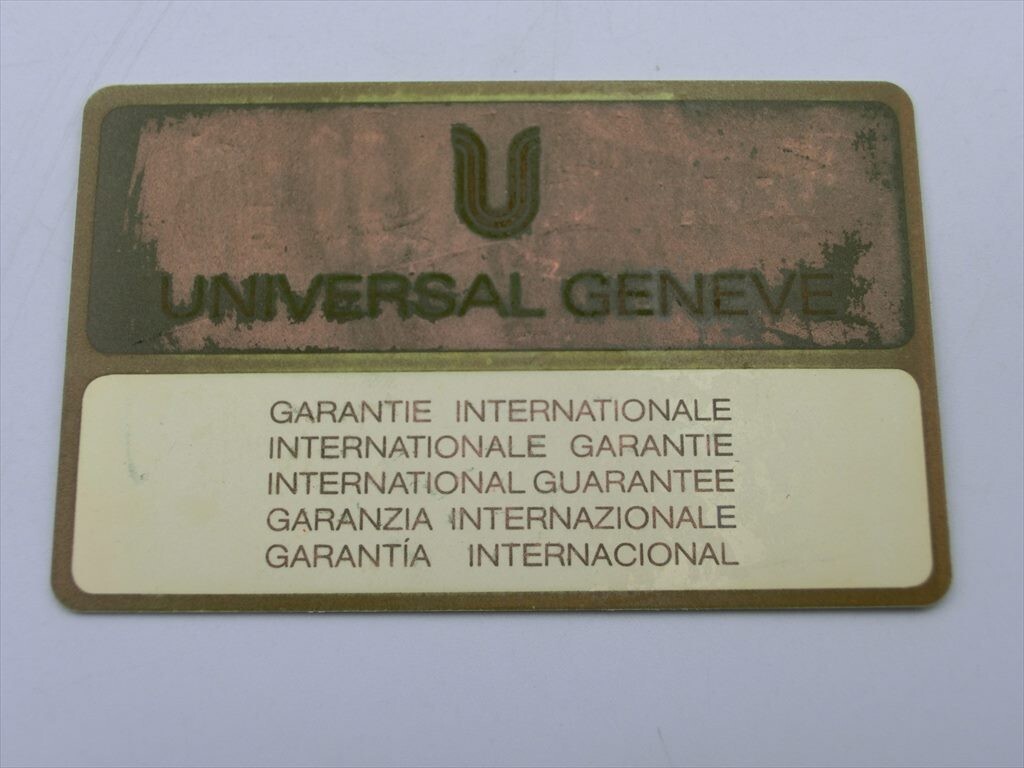 U
UNIVERSAL GENEVE
GARANTIE INTERNATIONALE
INTERNATIONALE GARANTIE
INTERNATIONAL GUARANTEE
GARANZIA INTERNAZIONALE
GARANTÍA INTERNACIONAL